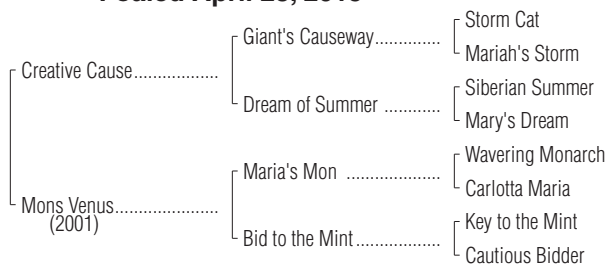 Storm Cat
Giant's Causeway..............
Mariah's Storm
Creative Cause..................
Siberian Summer
Dream of Summer ............
Mary's Dream
Wavering Monarch
Maria's Mon ....................
Carlotta Maria
Mons Venus......................
(2001)
Key to the Mint
Bid to the Mint..................
Cautious Bidder